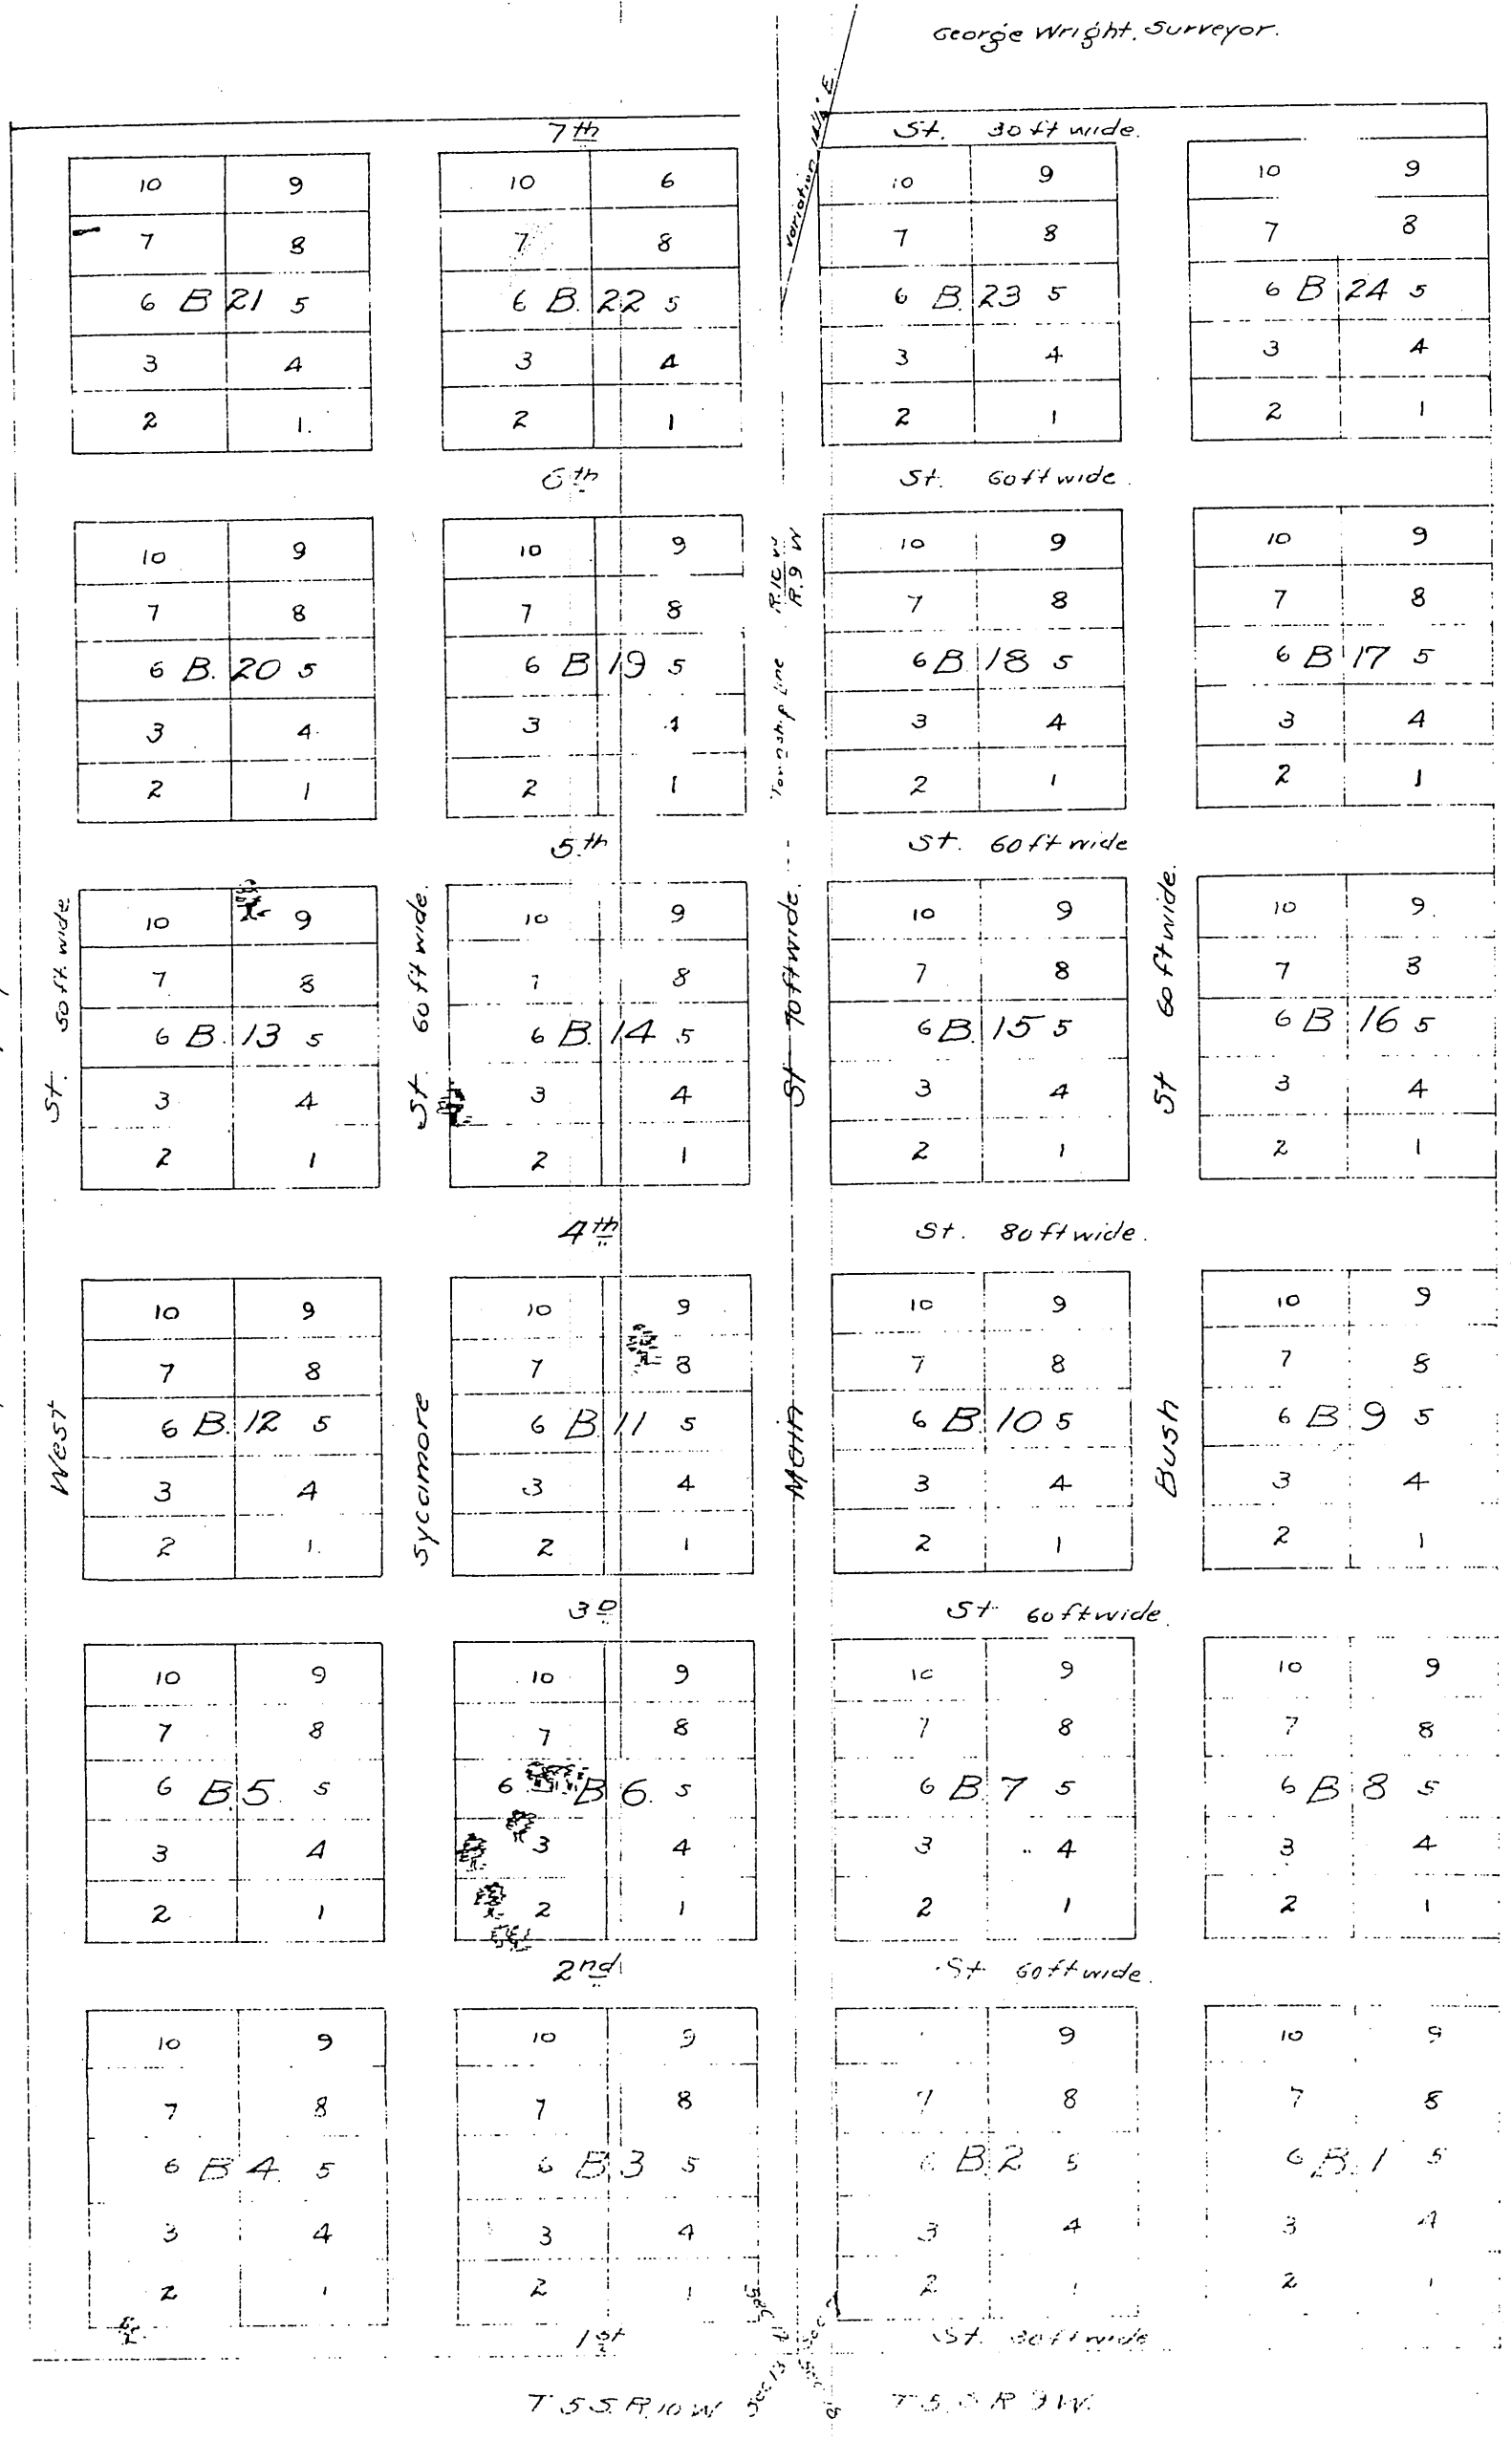 George Wright. Surveyor.
variation
7th St. 30 ft wide.
10 9 10 6 10 9 10 9
7 8 7 8 7 8 7 8
6 B 21 5 6 B. 22 5 6 B. 23 5 6 B 24 5
3 4 3 4 3 4 3 4
2 1. 2 1 2 1 2 1
6th St. 60 ft wide.
10 9 10 9 10 9 10 9
7 8 7 8 7 8 7 8
6 B. 20 5 6 B 19 5 6 B 18 5 6 B 17 5
3 4 3 4 3 4 3 4
2 1 2 1 2 1 2 1
R.10 W
R.9 W
Township Line
5.th St. 60 ft wide
10 9 10 9 10 9 10 9.
7 8 7 8 7 8 7 8
6 B. 13 5 6 B. 14 5 6 B. 15 5 6 B 16 5
3 4 3 4 3 4 3 4
2 1 2 1 2 1 2 1
4th St. 80 ft wide.
10 9 10 9 10 9 10 9
7 8 7 8 7 8 7 8
6 B. 12 5 6 B. 11 5 6 B. 10 5 6 B 9 5
3 4 3 4 3 4 3 4
2 1. 2 1 2 1 2 1
West St. 50 ft wide
Sycamore St. 60 ft wide.
Main St 70 ft wide.
Bush St 60 ft wide.
3D St 60 ft wide.
10 9 10 9 10 9 10 9
7 8 7 8 7 8 7 8
6 B. 5. 5 6 B 6. 5 6 B. 7 5 6 B 8 5
3 4 3 4 3 4 3 4
2 1 2 1 2 1 2 1
2nd St 60 ft wide.
10 9 10 9 9 10 9
7 8 7 8 7 8 7 8
6 B 4. 5 6 B. 3 5 6 B. 2 5 6 B. 1 5
3 4 3 4 3 4 3 4
2 1 2 1 2 1 2 1
1st St. 30 ft wide
Sec 13
T 5 S. R. 10 W T. 5. S R 9 W.